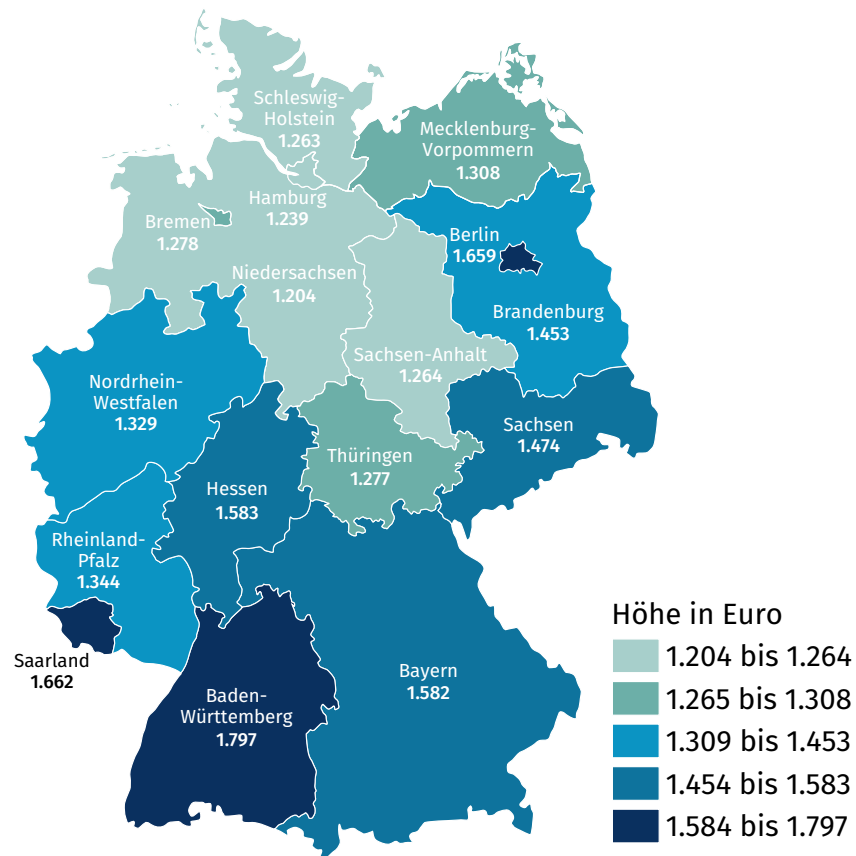 Schleswig-
Holstein
1.263
Mecklenburg-
Vorpommern
1.308
Hamburg
1.239
Bremen
1.278
Berlin
1.659
Niedersachsen
1.204
Brandenburg
1.453
Sachsen-Anhalt
1.264
Nordrhein-
Westfalen
1.329
Sachsen
1.474
Thüringen
1.277
Hessen
1.583
Rheinland-
Pfalz
1.344
Saarland
1.662
Bayern
1.582
Baden-
Württemberg
1.797
Höhe in Euro
1.204 bis 1.264
1.265 bis 1.308
1.309 bis 1.453
1.454 bis 1.583
1.584 bis 1.797